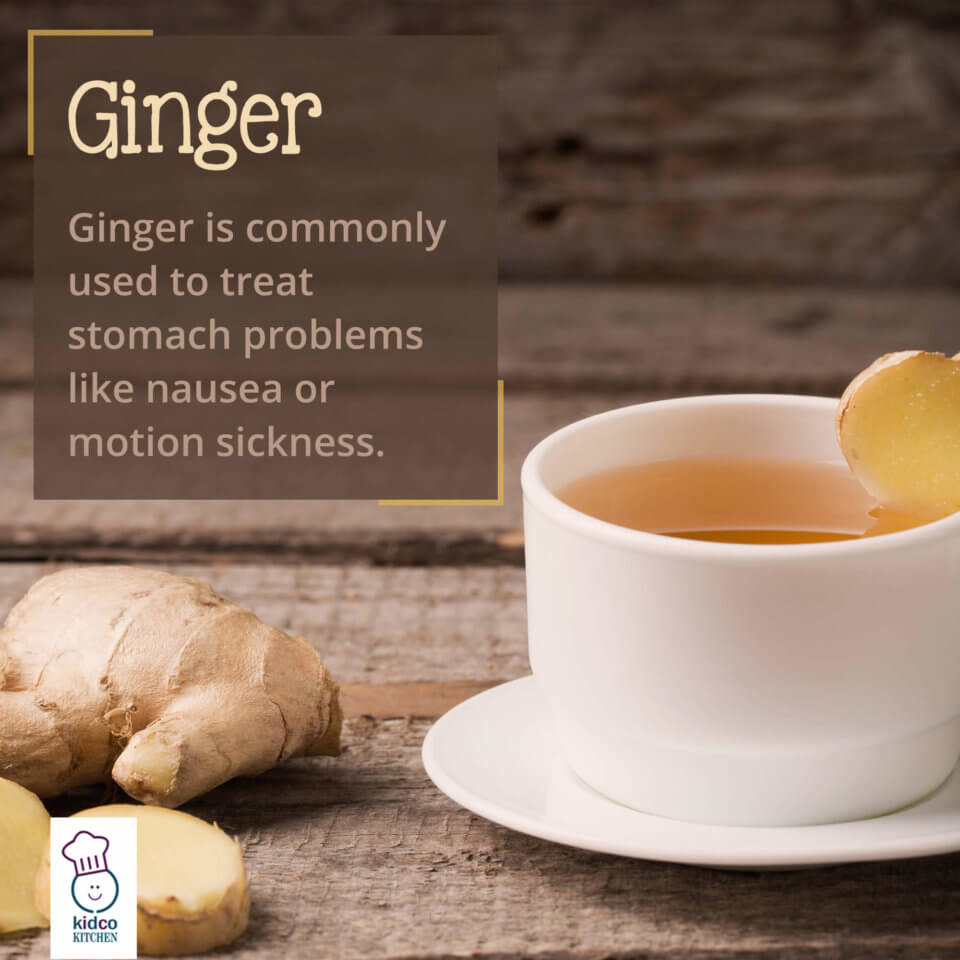 Ginger
Ginger is commonly
used to treat
stomach problems
like nausea or
motion sickness.
kidco
KITCHEN